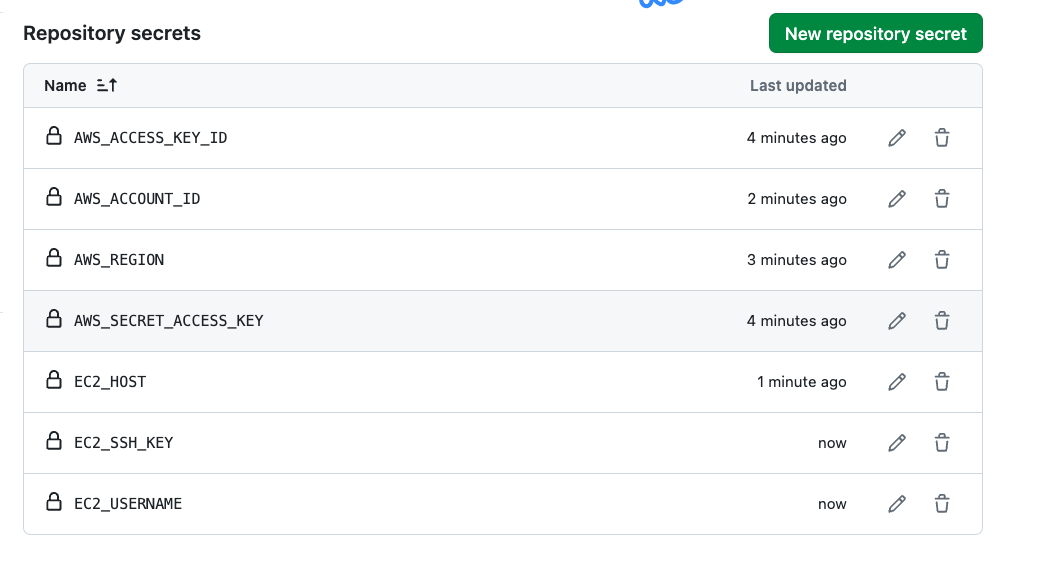 Repository secrets
New repository secret
Name Last updated
AWS_ACCESS_KEY_ID 4 minutes ago
AWS_ACCOUNT_ID 2 minutes ago
AWS_REGION 3 minutes ago
AWS_SECRET_ACCESS_KEY 4 minutes ago
EC2_HOST 1 minute ago
EC2_SSH_KEY now
EC2_USERNAME now